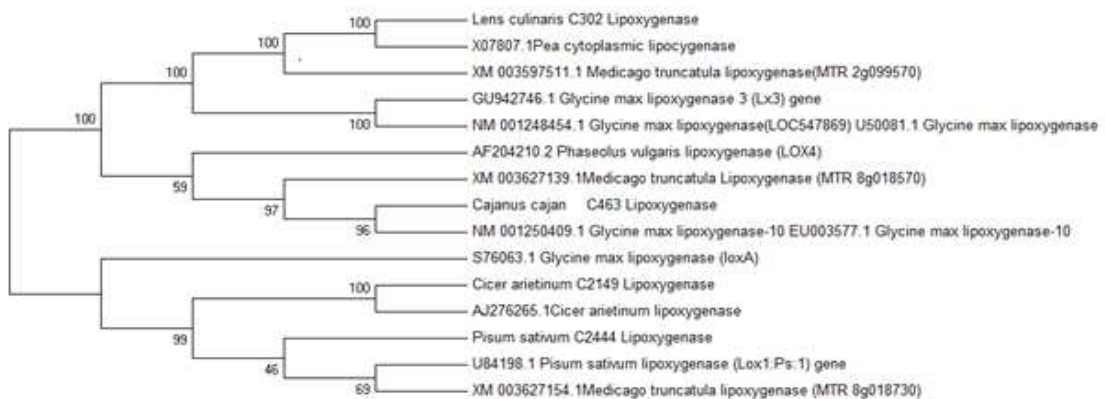 Lens culinaris C302 Lipoxygenase
X07807.1Pea cytoplasmic lipocygenase
XM 003597511.1 Medicago truncatula lipoxygenase(MTR 2g099570)
GU942746.1 Glycine max lipoxygenase 3 (Lx3) gene
NM 001248454.1 Glycine max lipoxygenase(LOC547869) U50081.1 Glycine max lipoxygenase
AF204210.2 Phaseolus vulgaris lipoxygenase (LOX4)
XM 003627139.1Medicago truncatula Lipoxygenase (MTR 8g018570)
Cajanus cajan C463 Lipoxygenase
NM 001250409.1 Glycine max lipoxygenase-10 EU003577.1 Glycine max lipoxygenase-10
S76063.1 Glycine max lipoxygenase (loxA)
Cicer arietinum C2149 Lipoxygenase
AJ276265.1Cicer arietinum lipoxygenase
Pisum sativum C2444 Lipoxygenase
U84198.1 Pisum sativum lipoxygenase (Lox1:Ps:1) gene
XM 003627154.1Medicago truncatula lipoxygenase (MTR 8g018730)
100
100
100
100
100
59
97
96
100
99
46
69